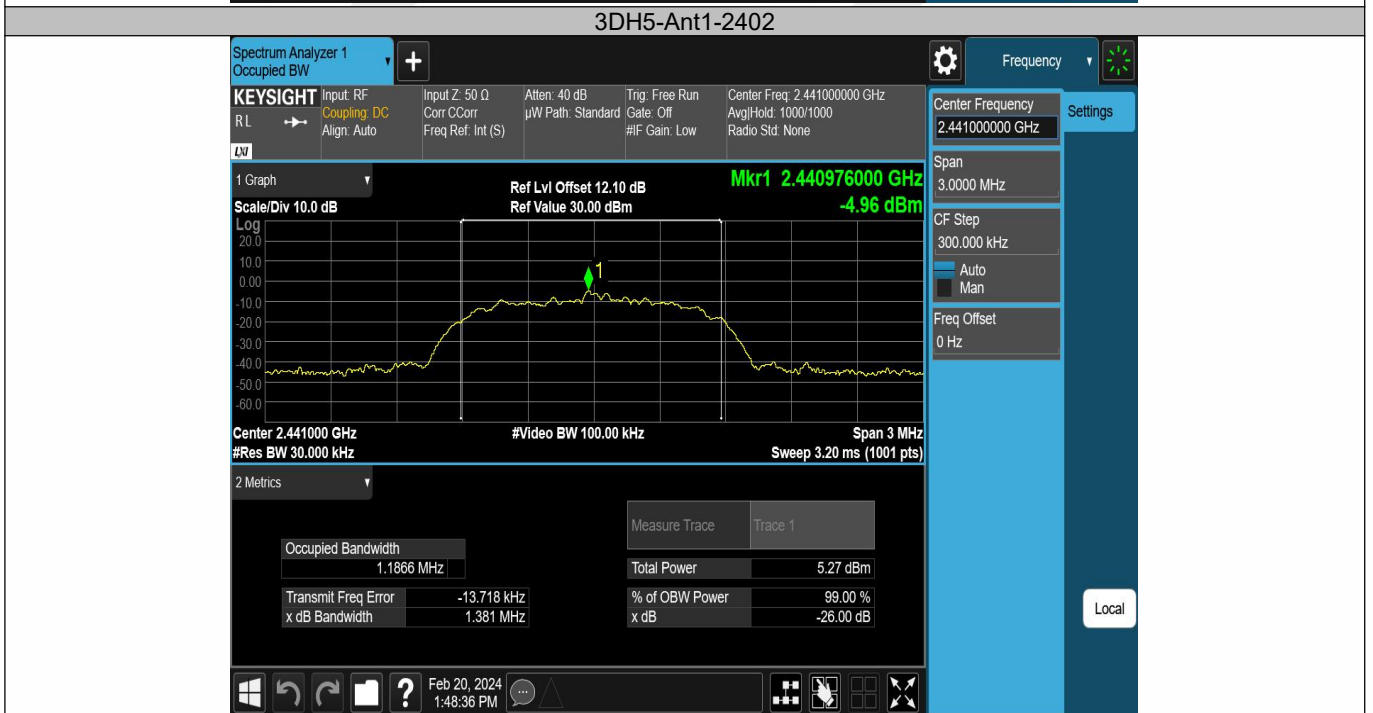 3DH5-Ant1-2402
Spectrum Analyzer 1
Occupied BW
+
Frequency
KEYSIGHT
R L
LXI
Input: RF
Coupling: DC
Align: Auto
Input Z: 50 Ω
Corr CCorr
Freq Ref: Int (S)
Atten: 40 dB
µW Path: Standard
Trig: Free Run
Gate: Off
#IF Gain: Low
Center Freq: 2.441000000 GHz
Avg|Hold: 1000/1000
Radio Std: None
Center Frequency
2.441000000 GHz
Settings
Span
3.0000 MHz
CF Step
300.000 kHz
Auto
Man
Freq Offset
0 Hz
Local
1 Graph
Scale/Div 10.0 dB
Ref Lvl Offset 12.10 dB
Ref Value 30.00 dBm
Mkr1 2.440976000 GHz
-4.96 dBm
Log
20.0
10.0
0.00
-10.0
-20.0
-30.0
-40.0
-50.0
-60.0
1
Center 2.441000 GHz
#Video BW 100.00 kHz
Span 3 MHz
#Res BW 30.000 kHz
Sweep 3.20 ms (1001 pts)
2 Metrics
Measure Trace Trace 1
Occupied Bandwidth
1.1866 MHz
Total Power 5.27 dBm
Transmit Freq Error -13.718 kHz
% of OBW Power 99.00 %
x dB Bandwidth 1.381 MHz
x dB -26.00 dB
?
Feb 20, 2024
1:48:36 PM